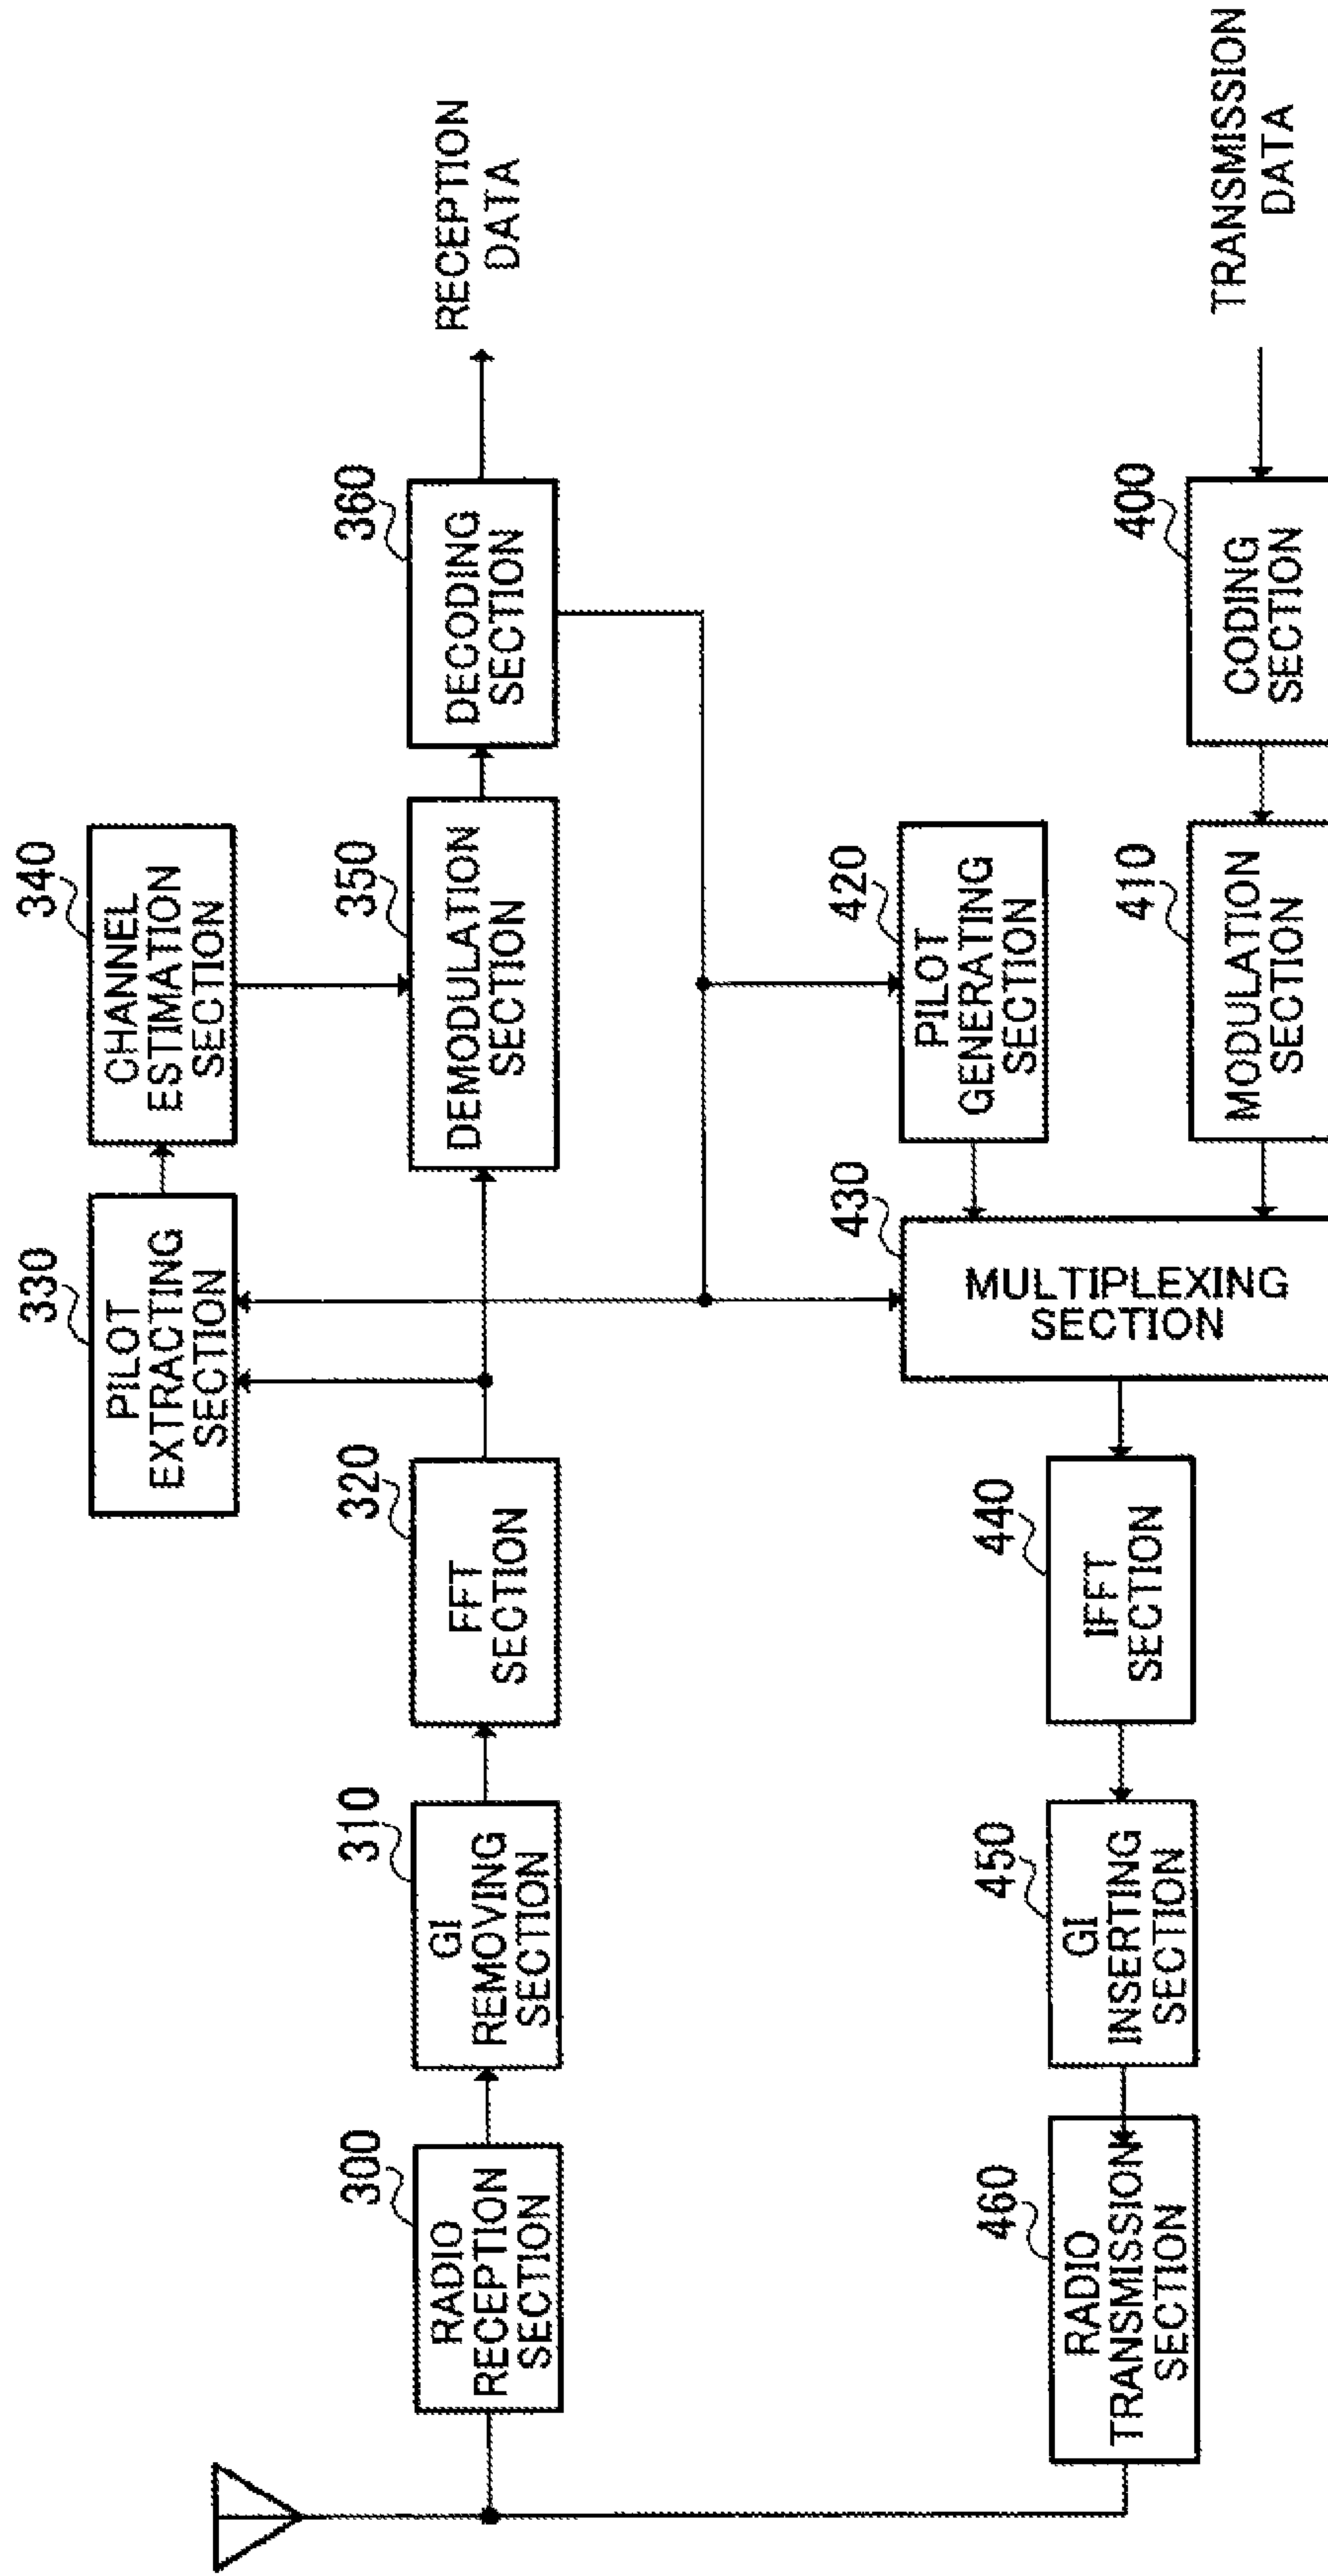 340
CHANNEL
ESTIMATION
SECTION
330
PILOT
EXTRACTING
SECTION
300
RADIO
RECEPTION
SECTION
310
GI
REMOVING
SECTION
320
FFT
SECTION
350
DEMODULATION
SECTION
360
DECODING
SECTION
RECEPTION
DATA
420
PILOT
GENERATING
SECTION
460
RADIO
TRANSMISSION
SECTION
450
GI
INSERTING
SECTION
440
IFFT
SECTION
430
MULTIPLEXING
SECTION
410
MODULATION
SECTION
400
CODING
SECTION
TRANSMISSION
DATA